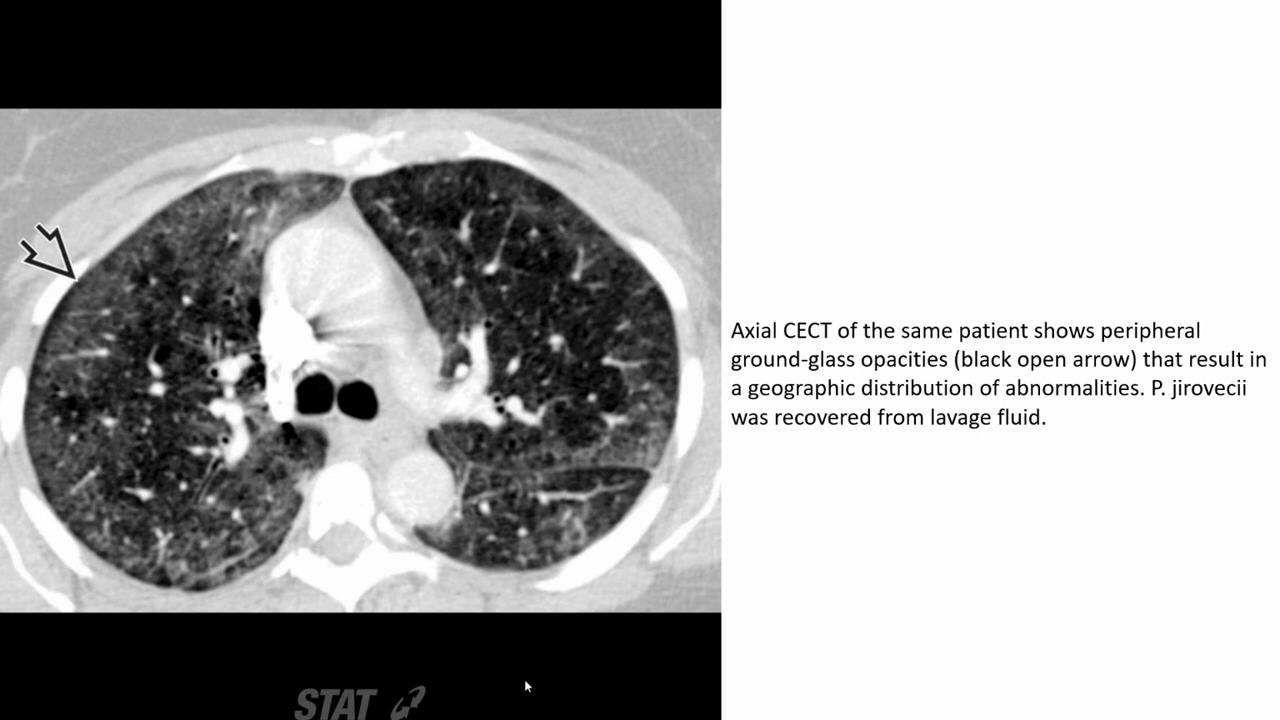 Axial CECT of the same patient shows peripheral
ground-glass opacities (black open arrow) that result in
a geographic distribution of abnormalities. P. jirovecii
was recovered from lavage fluid.
STAT